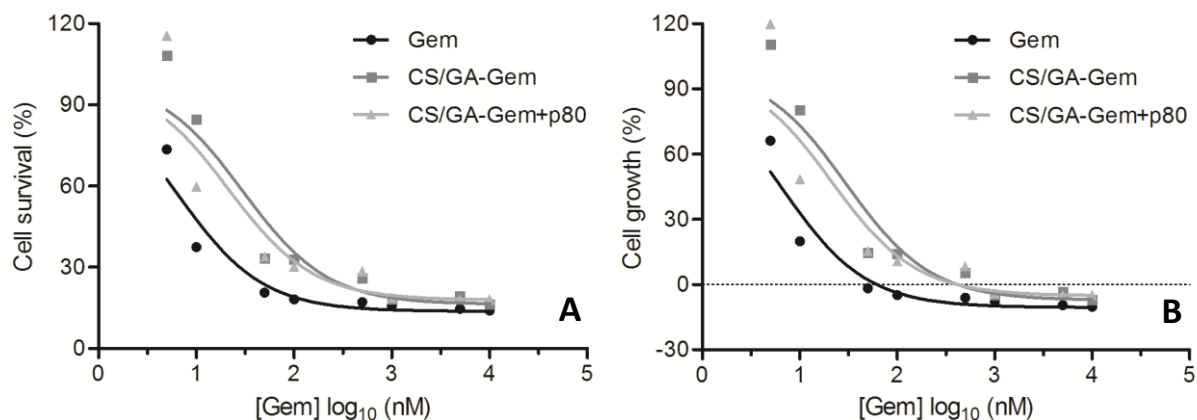 120
90
60
30
0
Cell survival (%)
0 1 2 3 4 5
[Gem] log10 (nM)
Gem
CS/GA-Gem
CS/GA-Gem+p80
A
120
90
60
30
0
-30
Cell growth (%)
0 1 2 3 4 5
[Gem] log10 (nM)
Gem
CS/GA-Gem
CS/GA-Gem+p80
B